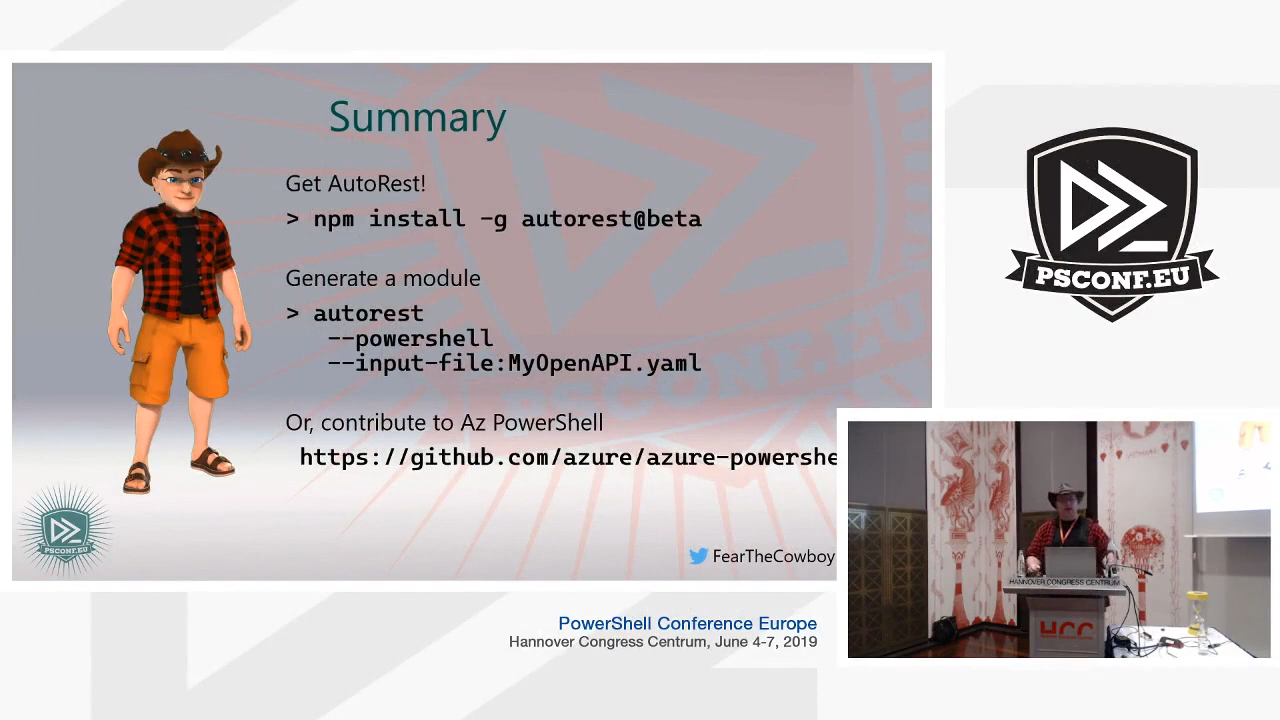 Summary
Get AutoRest!
> npm install -g autorest@beta
Generate a module
> autorest
--powershell
--input-file:MyOpenAPI.yaml
Or, contribute to Az PowerShell
https://github.com/azure/azure-powershe
FearTheCowboy
PSCONF.EU
PSCONF.EU
PSCONF.EU
HANNOVER CONGRESS CENTRUM
HCC
PowerShell Conference Europe
Hannover Congress Centrum, June 4-7, 2019